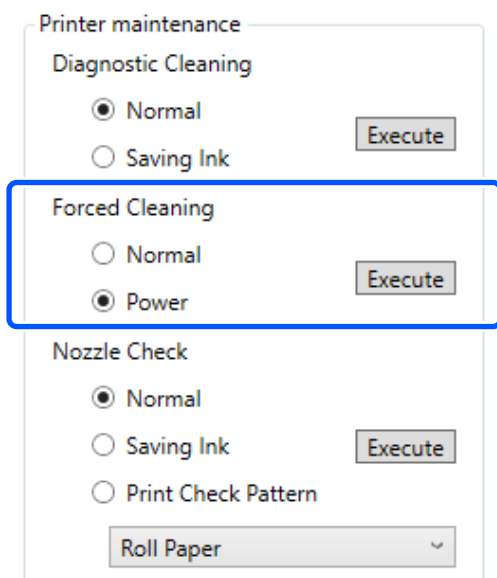 Printer maintenance
Diagnostic Cleaning
Normal
Execute
Saving Ink
Forced Cleaning
Normal
Execute
Power
Nozzle Check
Normal
Saving Ink
Execute
Print Check Pattern
Roll Paper